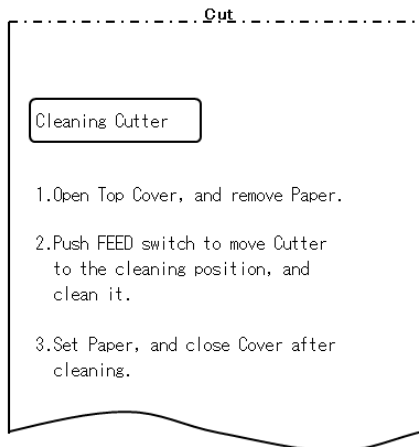 Cut
Cleaning Cutter
1.Open Top Cover, and remove Paper.
2.Push FEED switch to move Cutter
to the cleaning position, and
clean it.
3.Set Paper, and close Cover after
cleaning.